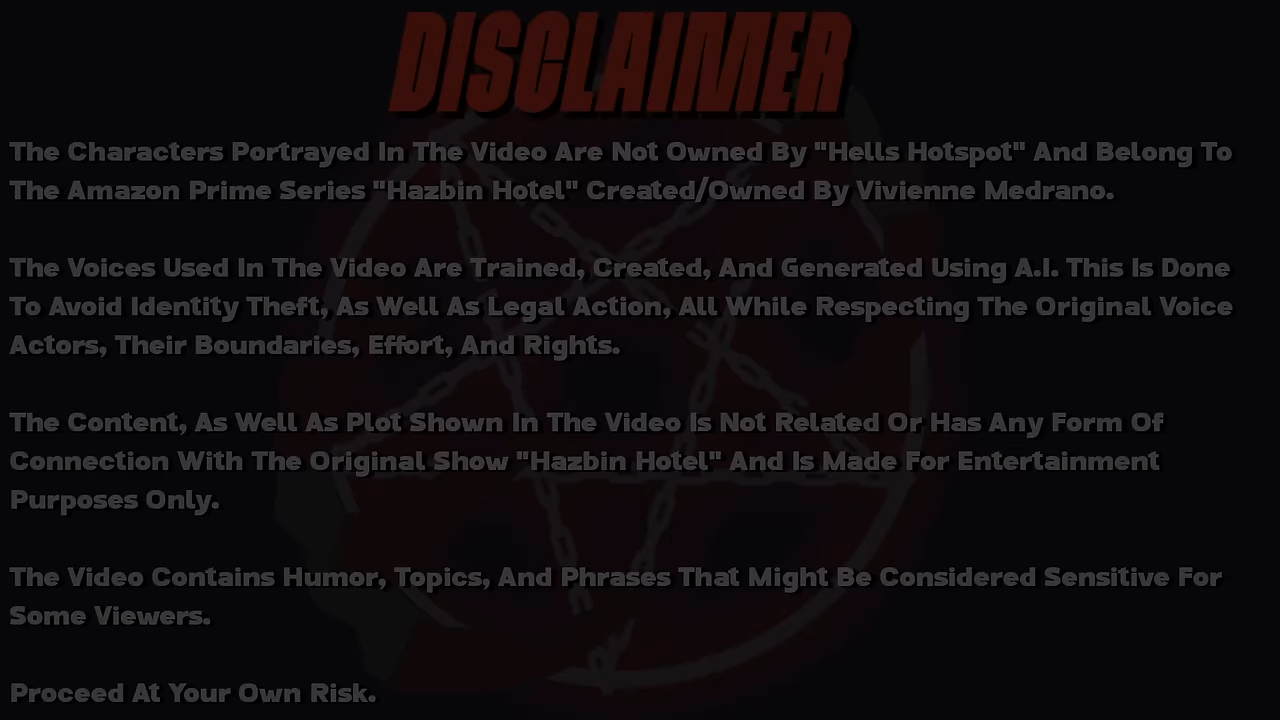 DISCLAIMER
The Characters Portrayed In The Video Are Not Owned By "Hells Hotspot" And Belong To
The Amazon Prime Series "Hazbin Hotel" Created/Owned By Vivienne Medrano.
The Voices Used In The Video Are Trained, Created, And Generated Using A.I. This Is Done
To Avoid Identity Theft, As Well As Legal Action, All While Respecting The Original Voice
Actors, Their Boundaries, Effort, And Rights.
The Content, As Well As Plot Shown In The Video Is Not Related Or Has Any Form Of
Connection With The Original Show "Hazbin Hotel" And Is Made For Entertainment
Purposes Only.
The Video Contains Humor, Topics, And Phrases That Might Be Considered Sensitive For
Some Viewers.
Proceed At Your Own Risk.